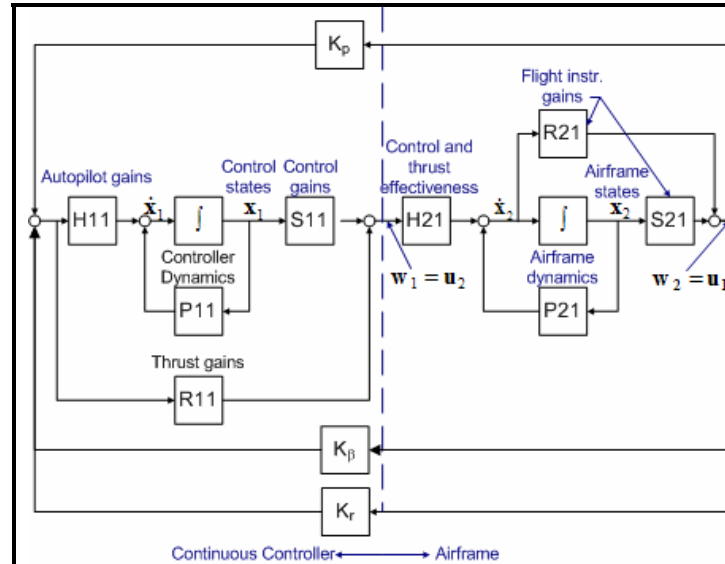 Kp
Flight instr.
gains
R21
Autopilot gains
Control
states
Control
gains
Control and
thrust
effectiveness
Airframe
states
H11
ẋ1
∫
x1
S11
H21
ẋ2
∫
x2
S21
Controller
Dynamics
w1 = u2
Airframe
dynamics
w2 = u1
P11
P21
Thrust gains
R11
Kβ
Kr
Continuous Controller
Airframe